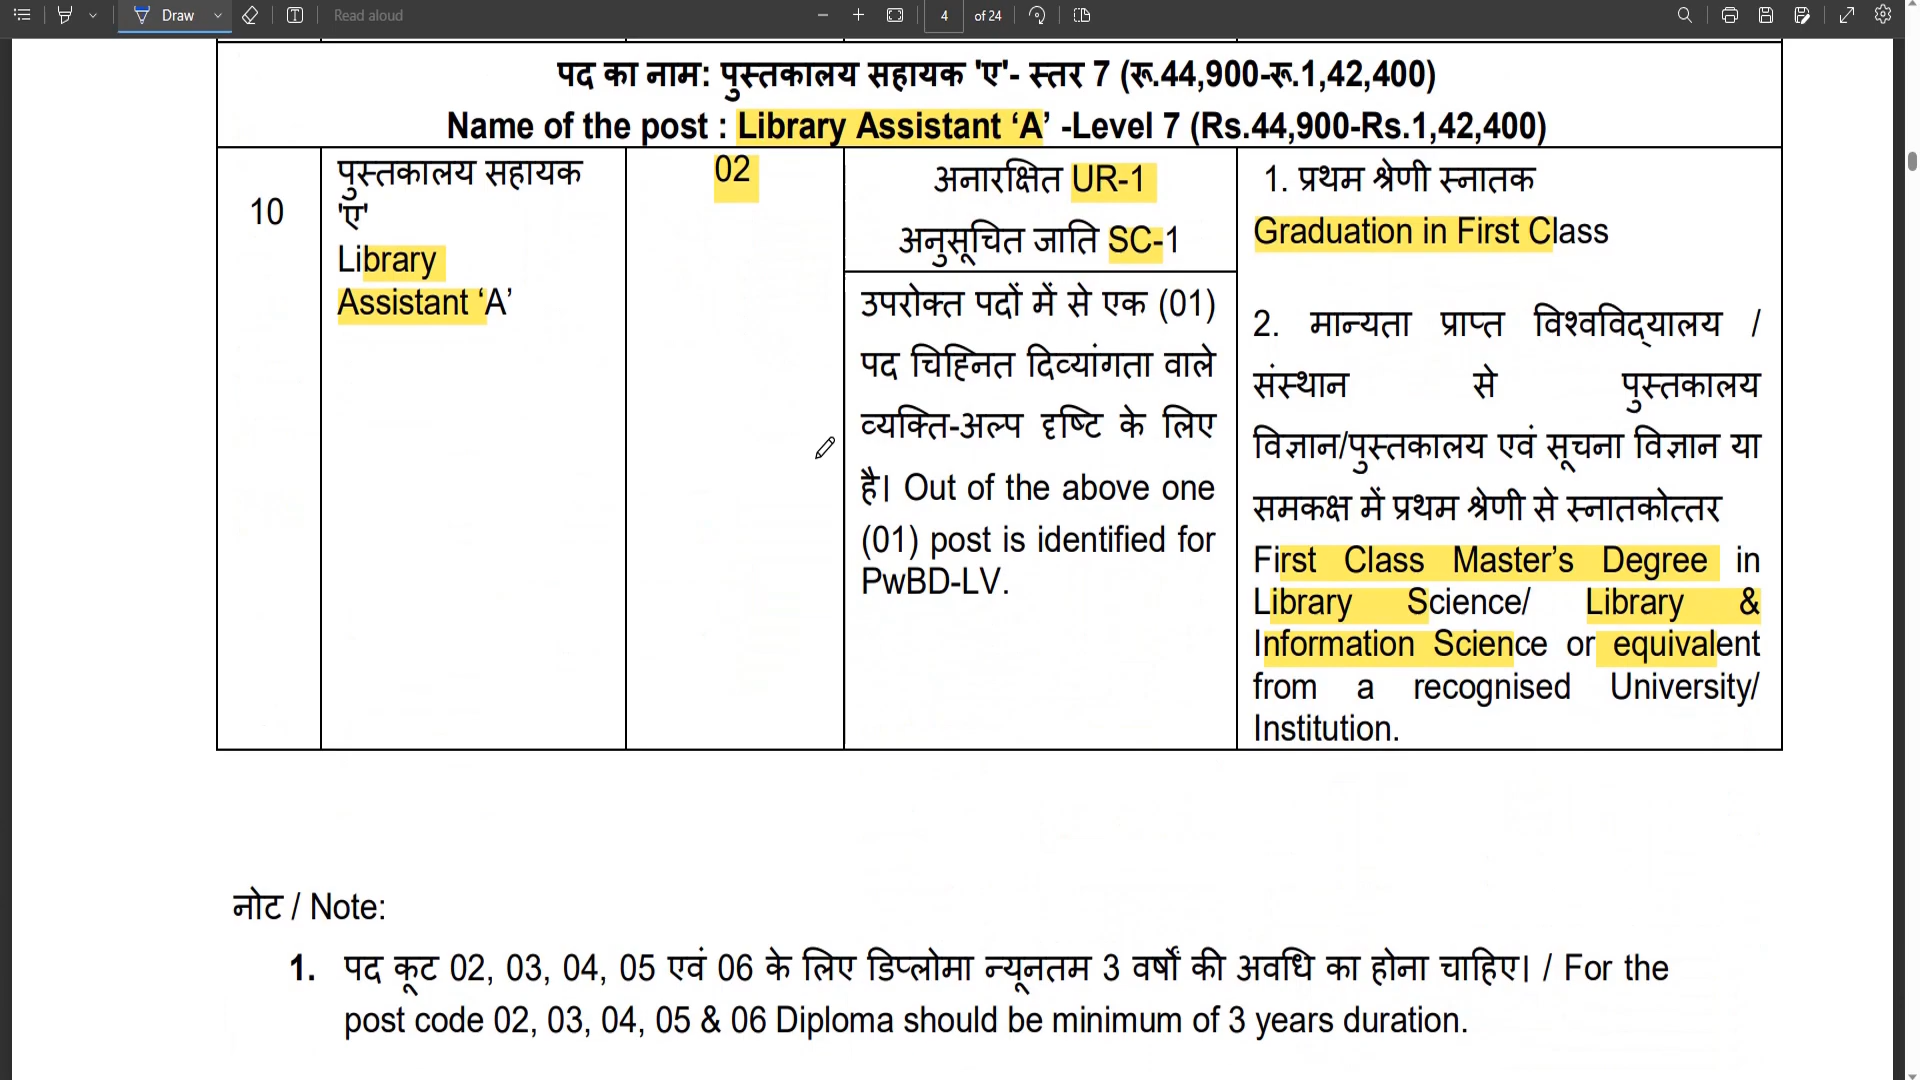 Draw
Read aloud
4 of 24
पद का नाम: पुस्तकालय सहायक 'ए'- स्तर 7 (रू.44,900-रू.1,42,400)
Name of the post : Library Assistant ‘A’ -Level 7 (Rs.44,900-Rs.1,42,400)
10
पुस्तकालय सहायक
'ए'
Library
Assistant ‘A’
02
अनारक्षित UR-1
अनुसूचित जाति SC-1
उपरोक्त पदों में से एक (01)
पद चिह्नित दिव्यांगता वाले
व्यक्ति-अल्प दृष्टि के लिए
है। Out of the above one
(01) post is identified for
PwBD-LV.
1. प्रथम श्रेणी स्नातक
Graduation in First Class
2. मान्यता प्राप्त विश्वविद्यालय /
संस्थान से पुस्तकालय
विज्ञान/पुस्तकालय एवं सूचना विज्ञान या
समकक्ष में प्रथम श्रेणी से स्नातकोत्तर
First Class Master’s Degree in
Library Science/ Library &
Information Science or equivalent
from a recognised University/
Institution.
नोट / Note:
1. पद कूट 02, 03, 04, 05 एवं 06 के लिए डिप्लोमा न्यूनतम 3 वर्षों की अवधि का होना चाहिए। / For the
post code 02, 03, 04, 05 & 06 Diploma should be minimum of 3 years duration.